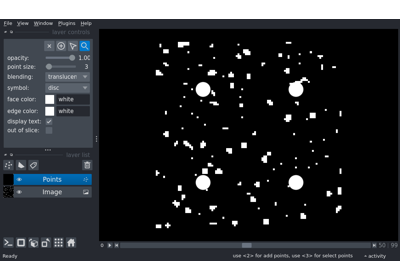 File View Window Plugins Help
layer controls
opacity: 1.00
point size: 3
blending: translucen
symbol: disc
face color: white
edge color: white
display text:
out of slice:
layer list
Points
Image
50 99
Ready use <2> for add points, use <3> for select points activity